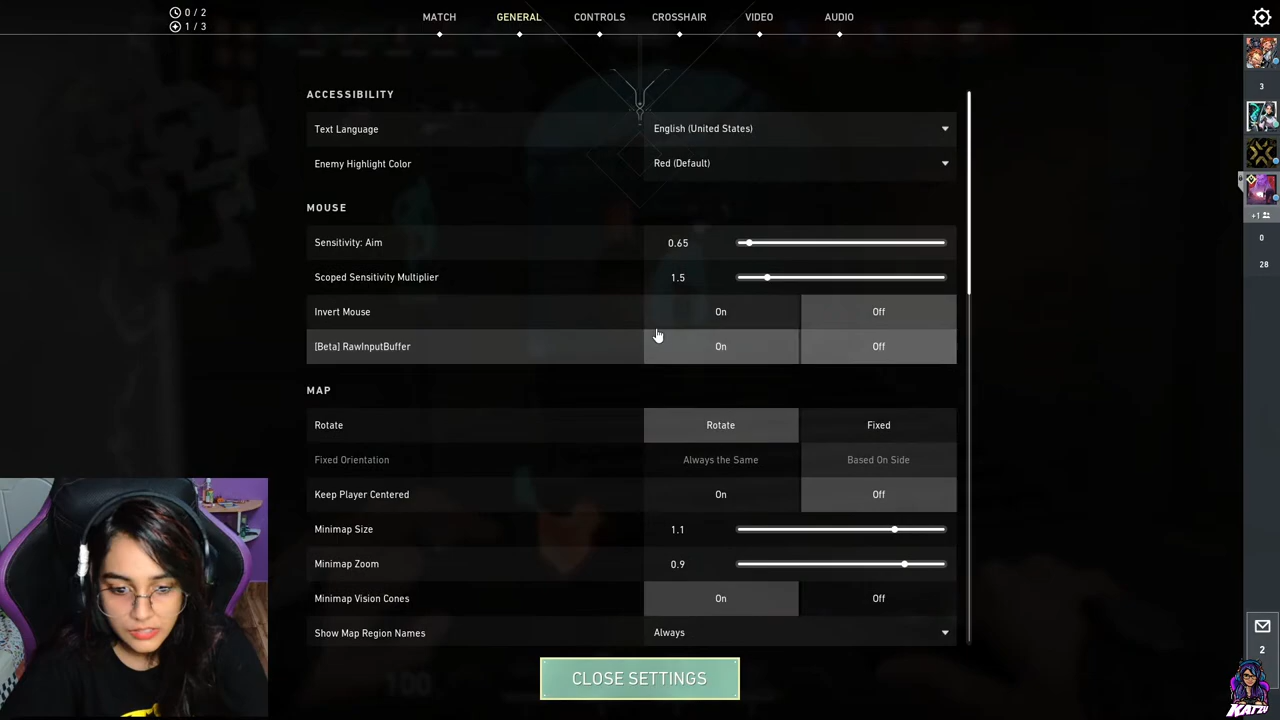 0 / 2
1 / 3
MATCH GENERAL CONTROLS CROSSHAIR VIDEO AUDIO
ACCESSIBILITY
Text Language English (United States)
Enemy Highlight Color Red (Default)
MOUSE
Sensitivity: Aim 0.65
Scoped Sensitivity Multiplier 1.5
Invert Mouse On Off
[Beta] RawInputBuffer On Off
MAP
Rotate Rotate Fixed
Fixed Orientation Always the Same Based On Side
Keep Player Centered On Off
Minimap Size 1.1
Minimap Zoom 0.9
Minimap Vision Cones On Off
Show Map Region Names Always
CLOSE SETTINGS
100
3
+1
0
28
2
KATZU